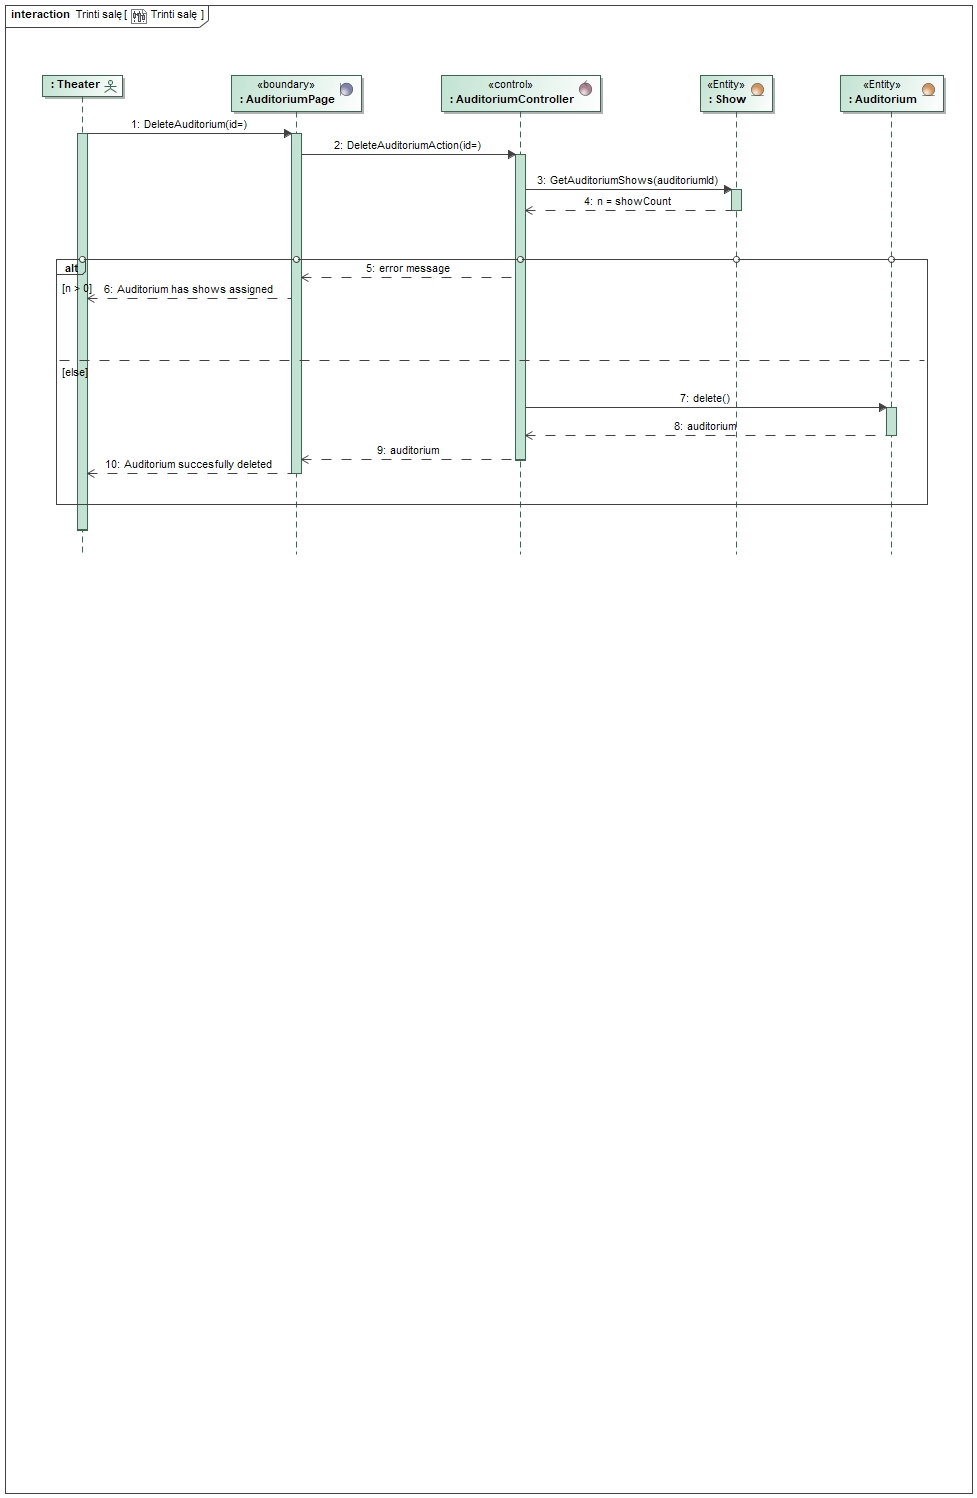 interaction Trinti salę [ Trinti salę ]
: Theater
«boundary»
: AuditoriumPage
«control»
: AuditoriumController
«Entity»
: Show
«Entity»
: Auditorium
1: DeleteAuditorium(id=)
2: DeleteAuditoriumAction(id=)
3: GetAuditoriumShows(auditoriumId)
4: n = showCount
alt
5: error message
[n > 0]
6: Auditorium has shows assigned
[else]
7: delete()
8: auditorium
9: auditorium
10: Auditorium succesfully deleted